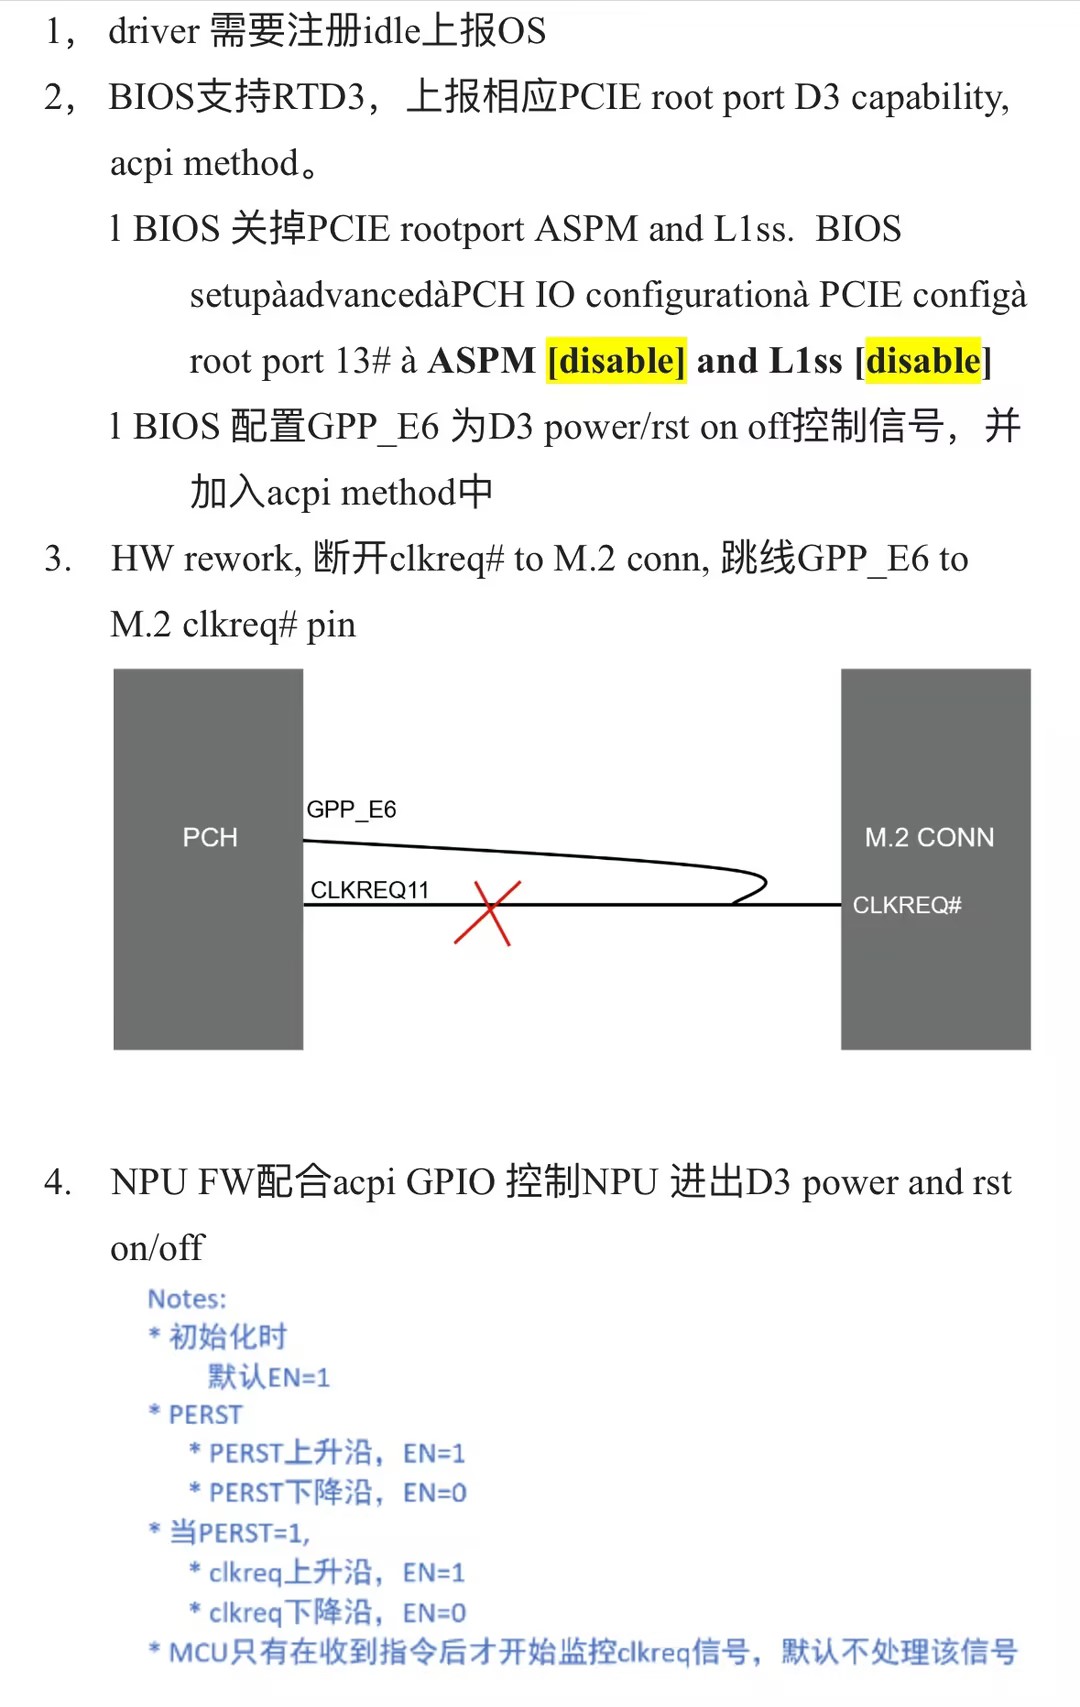 1， driver 需要注册idle上报OS
2， BIOS支持RTD3，上报相应PCIE root port D3 capability,
acpi method。
l BIOS 关掉PCIE rootport ASPM and L1ss. BIOS
setupàadvancedàPCH IO configurationà PCIE configà
root port 13# à ASPM [disable] and L1ss [disable]
l BIOS 配置GPP_E6 为D3 power/rst on off控制信号，并
加入acpi method中
3. HW rework, 断开clkreq# to M.2 conn, 跳线GPP_E6 to
M.2 clkreq# pin
GPP_E6
PCH
M.2 CONN
CLKREQ11
CLKREQ#
4. NPU FW配合acpi GPIO 控制NPU 进出D3 power and rst
on/off
Notes:
* 初始化时
默认EN=1
* PERST
* PERST上升沿，EN=1
* PERST下降沿，EN=0
* 当PERST=1,
* clkreq上升沿，EN=1
* clkreq下降沿，EN=0
* MCU只有在收到指令后才开始监控clkreq信号，默认不处理该信号